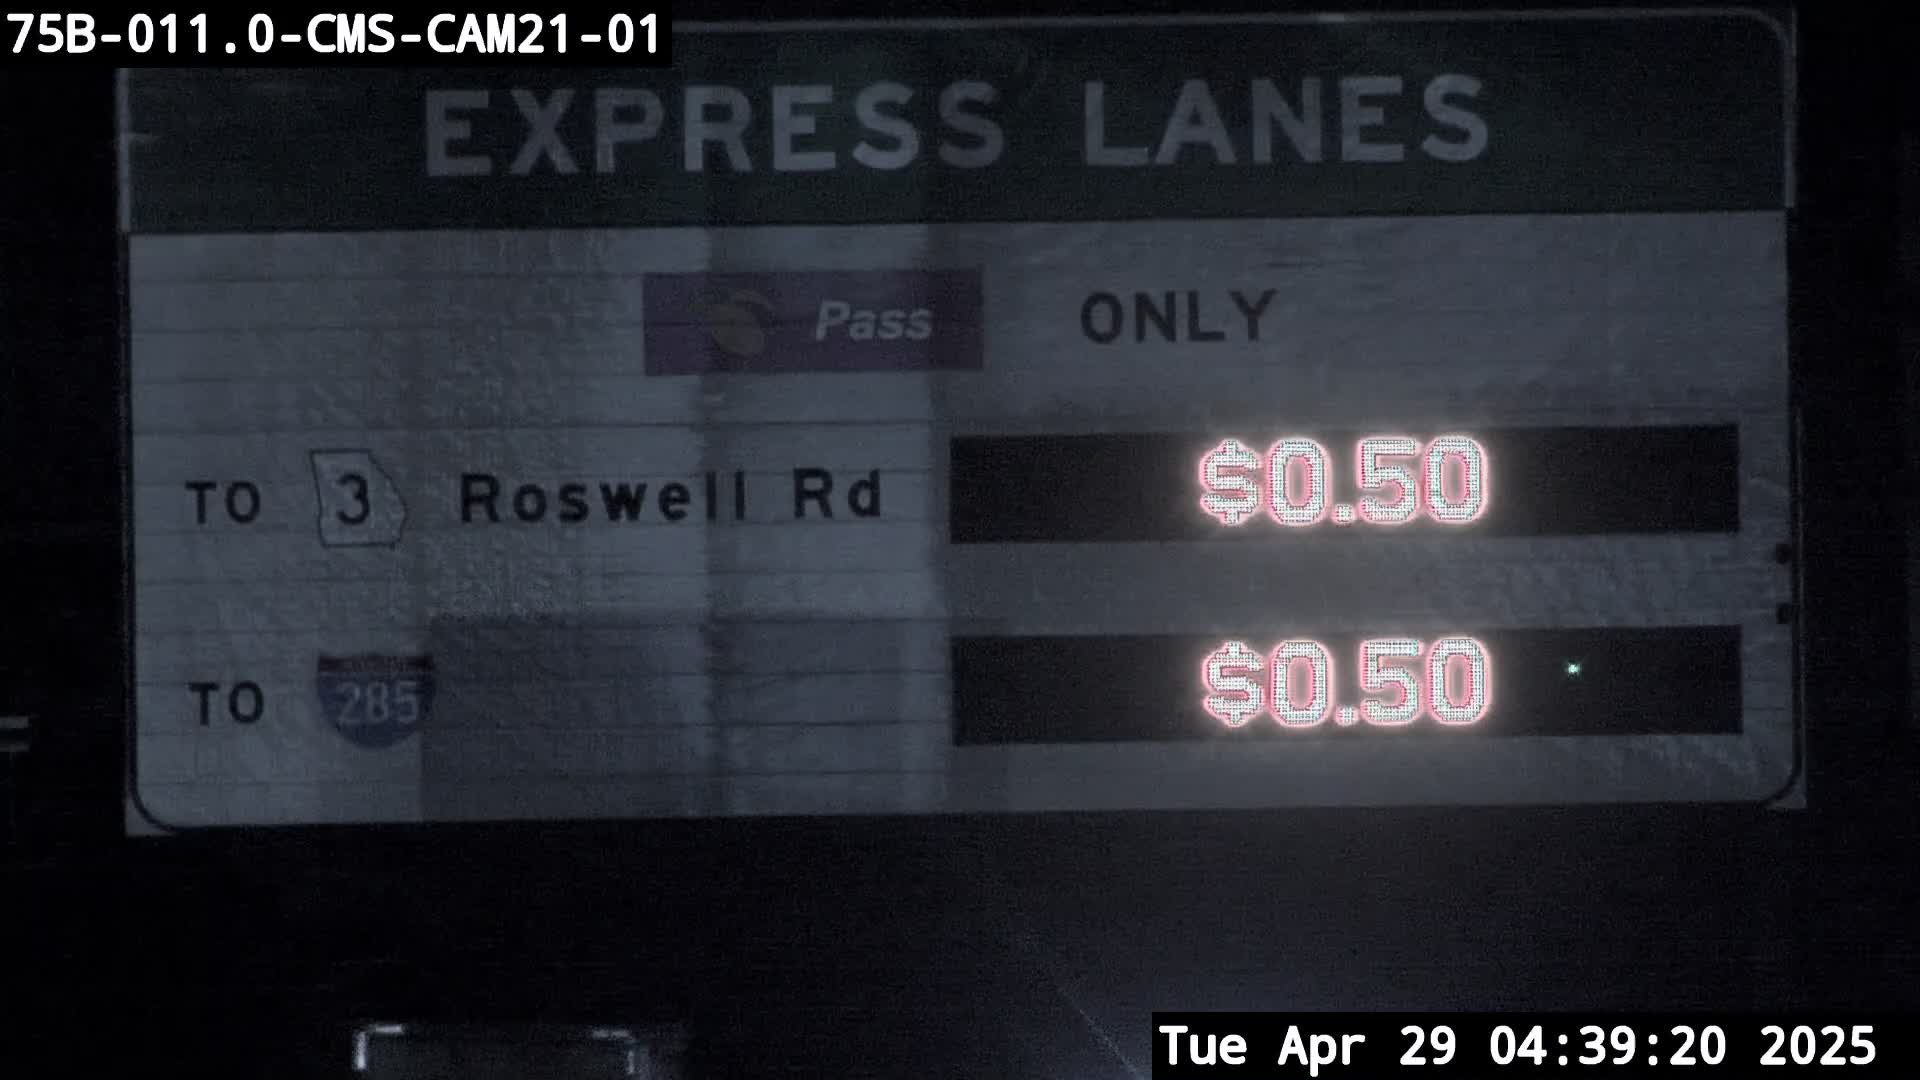 75B-011.0-CMS-CAM21-01
EXPRESS LANES
Pass ONLY
TO 3 Roswell Rd $0.50
TO 285 $0.50
Tue Apr 29 04:39:20 2025